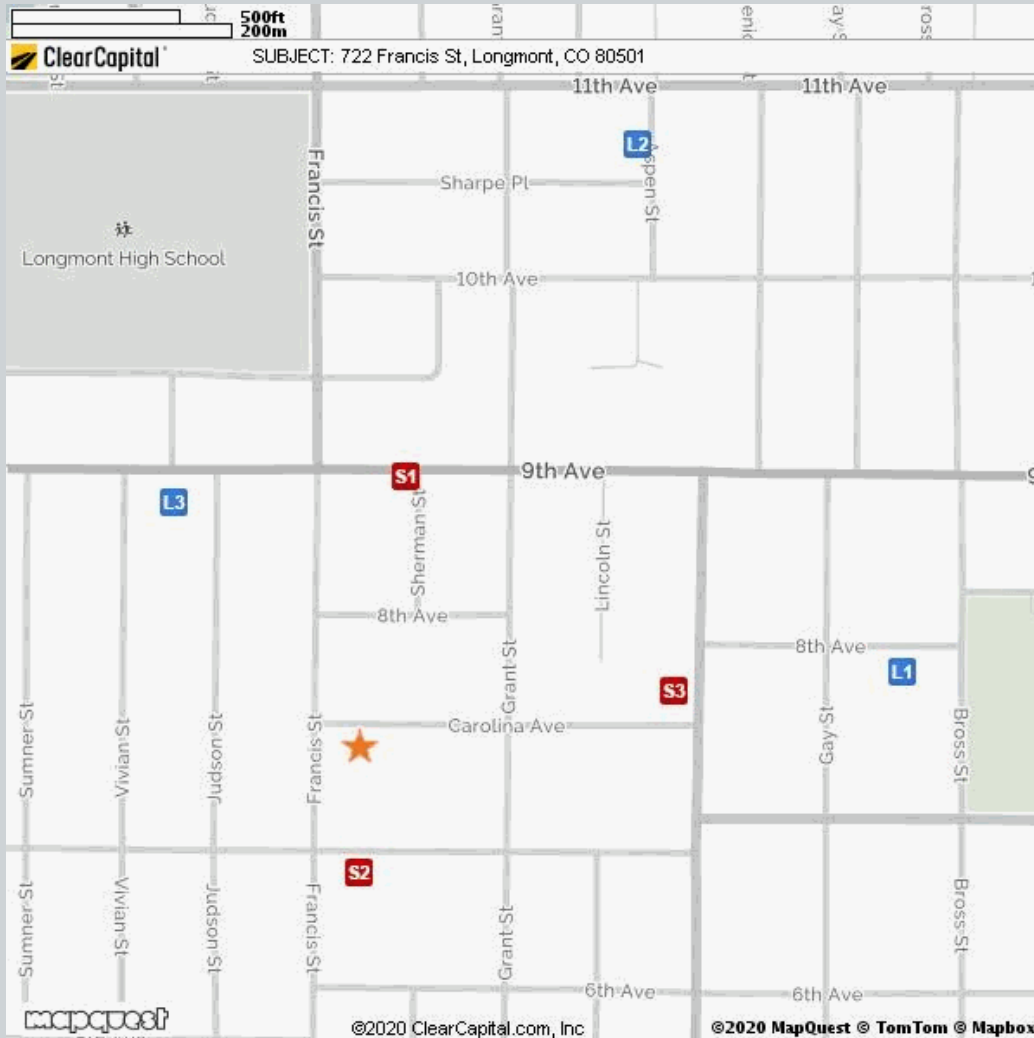 500ft
200m
ClearCapital
SUBJECT: 722 Francis St, Longmont, CO 80501
11th Ave
11th Ave
L2
Aspen St
Francis St
Sharpe Pl
Longmont High School
10th Ave
S1
9th Ave
L3
Sherman St
Lincoln St
8th Ave
8th Ave
L1
S3
Grant St
Carolina Ave
Sumner St
Vivian St
Judson St
Francis St
Gay St
Bross St
S2
Sumner St
Vivian St
Judson St
Francis St
Grant St
Bross St
6th Ave
6th Ave
mapquest
©2020 ClearCapital.com, Inc
©2020 MapQuest © TomTom © Mapbox